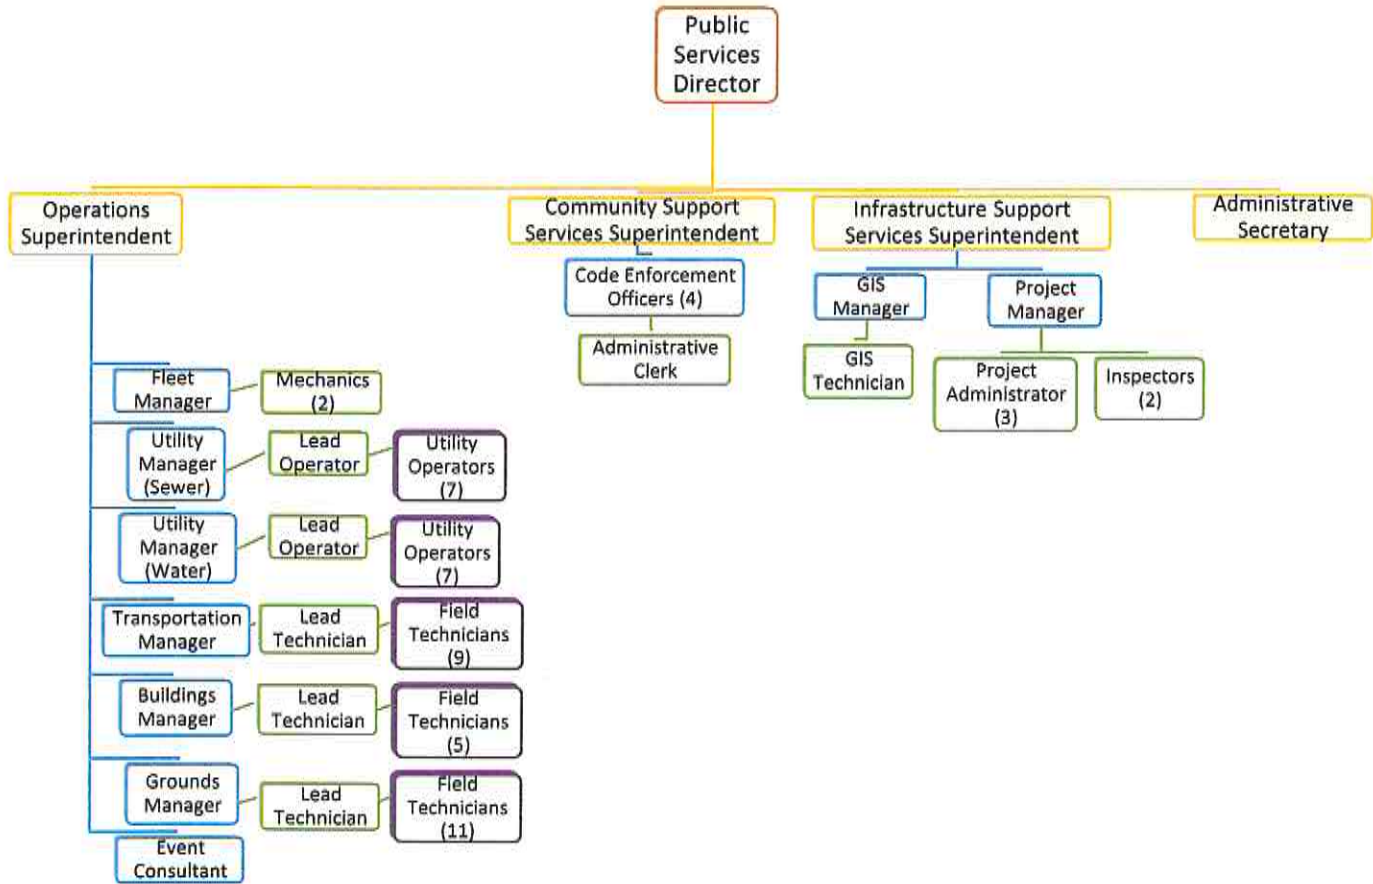 Public
Services
Director
Operations
Superintendent
Community Support
Services Superintendent
Infrastructure Support
Services Superintendent
Administrative
Secretary
Code Enforcement
Officers (4)
Administrative
Clerk
GIS
Manager
Project
Manager
GIS
Technician
Project
Administrator
(3)
Inspectors
(2)
Fleet
Manager
Mechanics
(2)
Utility
Manager
(Sewer)
Lead
Operator
Utility
Operators
(7)
Utility
Manager
(Water)
Lead
Operator
Utility
Operators
(7)
Transportation
Manager
Lead
Technician
Field
Technicians
(9)
Buildings
Manager
Lead
Technician
Field
Technicians
(5)
Grounds
Manager
Lead
Technician
Field
Technicians
(11)
Event
Consultant